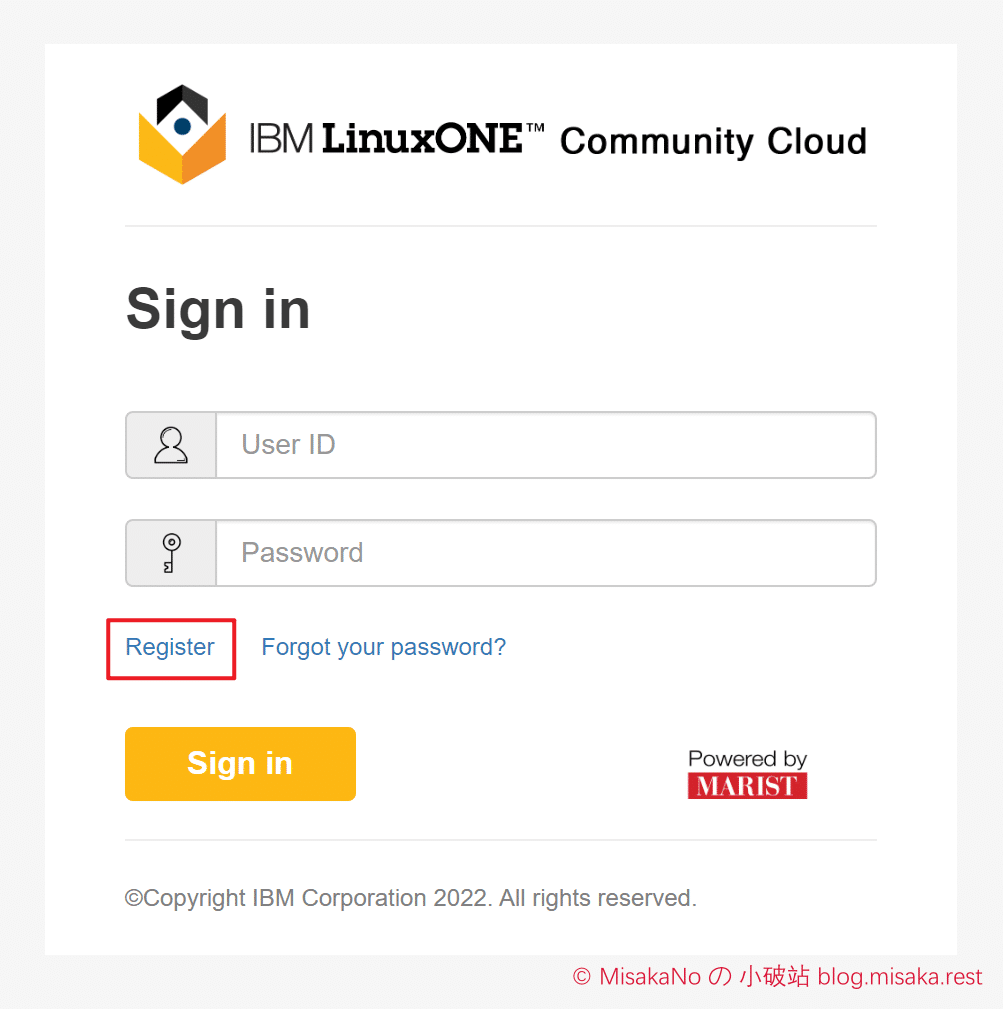 IBM LinuxONE™ Community Cloud
Sign in
User ID
Password
Register Forgot your password?
Sign in
Powered by
MARIST
©Copyright IBM Corporation 2022. All rights reserved.
© MisakaNo の 小破站 blog.misaka.rest